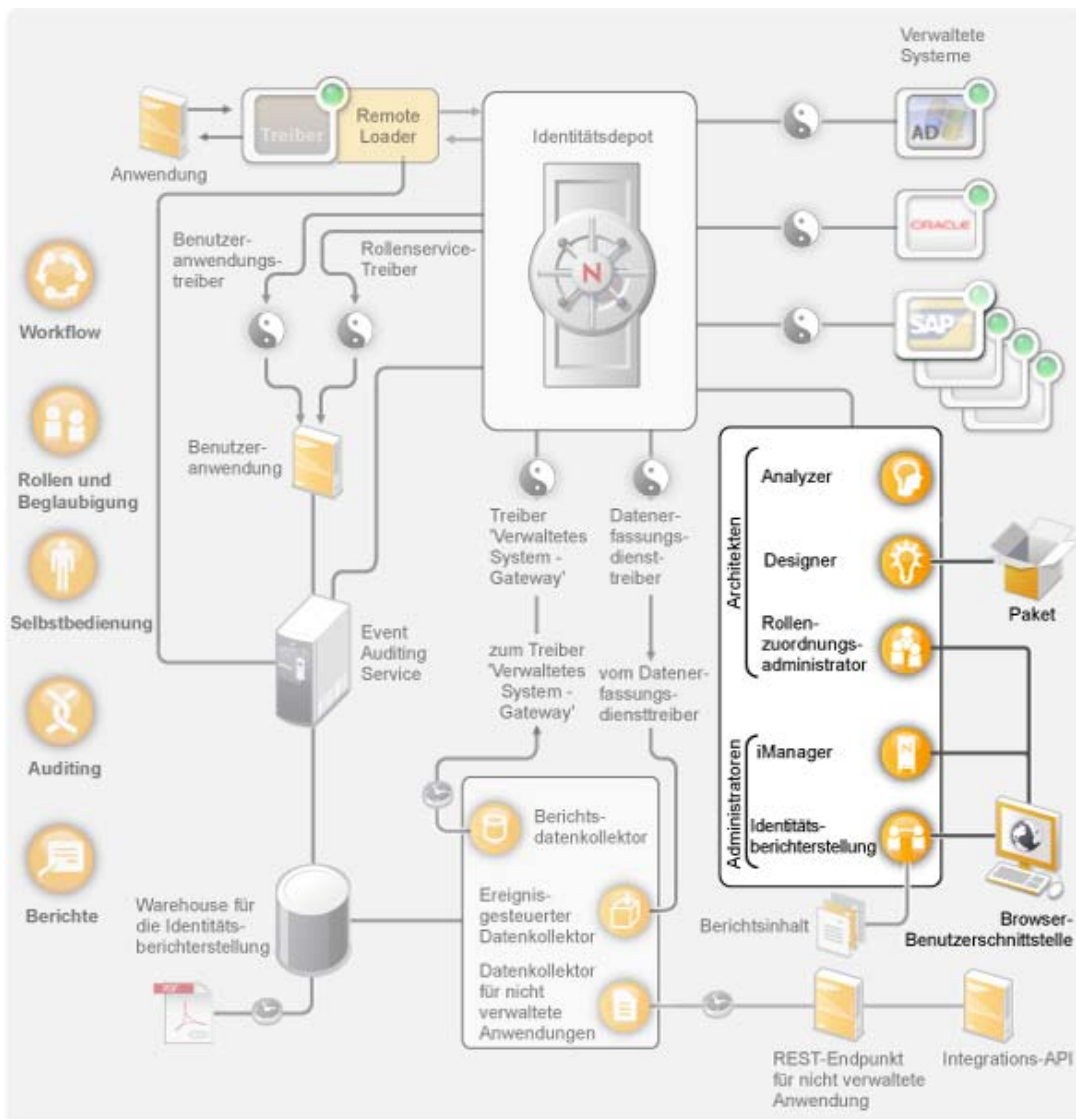 Verwaltete
Systeme
Treiber
Remote
Loader
Anwendung
Identitätsdepot
AD
ORACLE
SAP
Benutzer-
anwendungs-
treiber
Rollenservice-
Treiber
N
Workflow
Rollen und
Beglaubigung
Selbstbedienung
Auditing
Berichte
Benutzer-
anwendung
Event
Auditing
Service
Treiber
'Verwaltetes
System -
Gateway'
Datener-
fassungs-
dienst-
treiber
zum Treiber
'Verwaltetes
System -
Gateway'
vom Datener-
fassungs-
diensttreiber
Architekten
Analyzer
Designer
Rollen-
zuordnungs-
administrator
Administratoren
iManager
N
Identitäts-
berichterstellung
Paket
Browser-
Benutzerschnittstelle
Berichtsinhalt
Berichts-
datenkollektor
Ereignis-
gesteuerter
Datenkollektor
Datenkollektor
für nicht
verwaltete
Anwendungen
Warehouse für
die Identitäts-
berichterstellung
PDF
REST-Endpunkt
für nicht verwaltete
Anwendung
Integrations-API